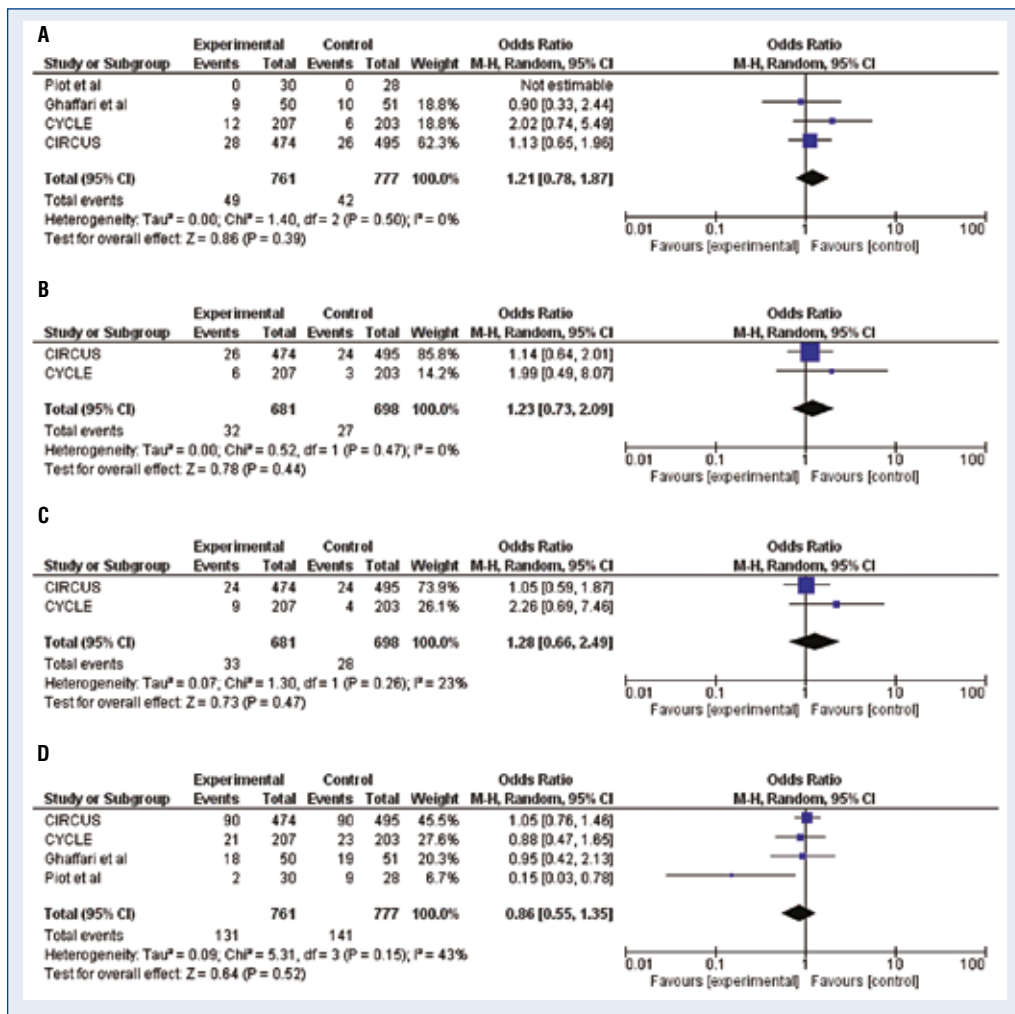 A
Experimental Control Odds Ratio Odds Ratio
Study or Subgroup Events Total Events Total Weight M-H, Random, 95% CI M-H, Random, 95% CI
Piot et al 0 30 0 28 Not estimable
Ghaffari et al 9 50 10 51 18.8% 0.90 [0.33, 2.44]
CYCLE 12 207 6 203 18.8% 2.02 [0.74, 5.49]
CIRCUS 28 474 26 495 62.3% 1.13 [0.65, 1.96]
Total (95% CI) 761 777 100.0% 1.21 [0.78, 1.87]
Total events 49 42
Heterogeneity: Tau² = 0.00; Chi² = 1.40, df = 2 (P = 0.50); I² = 0%
Test for overall effect: Z = 0.86 (P = 0.39)
0.01 0.1 1 10 100
Favours [experimental] Favours [control]
B
Experimental Control Odds Ratio Odds Ratio
Study or Subgroup Events Total Events Total Weight M-H, Random, 95% CI M-H, Random, 95% CI
CIRCUS 26 474 24 495 85.8% 1.14 [0.64, 2.01]
CYCLE 6 207 3 203 14.2% 1.99 [0.49, 8.07]
Total (95% CI) 681 698 100.0% 1.23 [0.73, 2.09]
Total events 32 27
Heterogeneity: Tau² = 0.00; Chi² = 0.52, df = 1 (P = 0.47); I² = 0%
Test for overall effect: Z = 0.78 (P = 0.44)
0.01 0.1 1 10 100
Favours [experimental] Favours [control]
C
Experimental Control Odds Ratio Odds Ratio
Study or Subgroup Events Total Events Total Weight M-H, Random, 95% CI M-H, Random, 95% CI
CIRCUS 24 474 24 495 73.9% 1.05 [0.59, 1.87]
CYCLE 9 207 4 203 26.1% 2.26 [0.69, 7.46]
Total (95% CI) 681 698 100.0% 1.28 [0.66, 2.49]
Total events 33 28
Heterogeneity: Tau² = 0.07; Chi² = 1.30, df = 1 (P = 0.26); I² = 23%
Test for overall effect: Z = 0.73 (P = 0.47)
0.01 0.1 1 10 100
Favours [experimental] Favours [control]
D
Experimental Control Odds Ratio Odds Ratio
Study or Subgroup Events Total Events Total Weight M-H, Random, 95% CI M-H, Random, 95% CI
CIRCUS 90 474 90 495 45.5% 1.05 [0.76, 1.46]
CYCLE 21 207 23 203 27.6% 0.88 [0.47, 1.65]
Ghaffari et al 18 50 19 51 20.3% 0.95 [0.42, 2.13]
Piot et al 2 30 9 28 6.7% 0.15 [0.03, 0.78]
Total (95% CI) 761 777 100.0% 0.86 [0.55, 1.35]
Total events 131 141
Heterogeneity: Tau² = 0.09; Chi² = 5.31, df = 3 (P = 0.15); I² = 43%
Test for overall effect: Z = 0.64 (P = 0.52)
0.01 0.1 1 10 100
Favours [experimental] Favours [control]